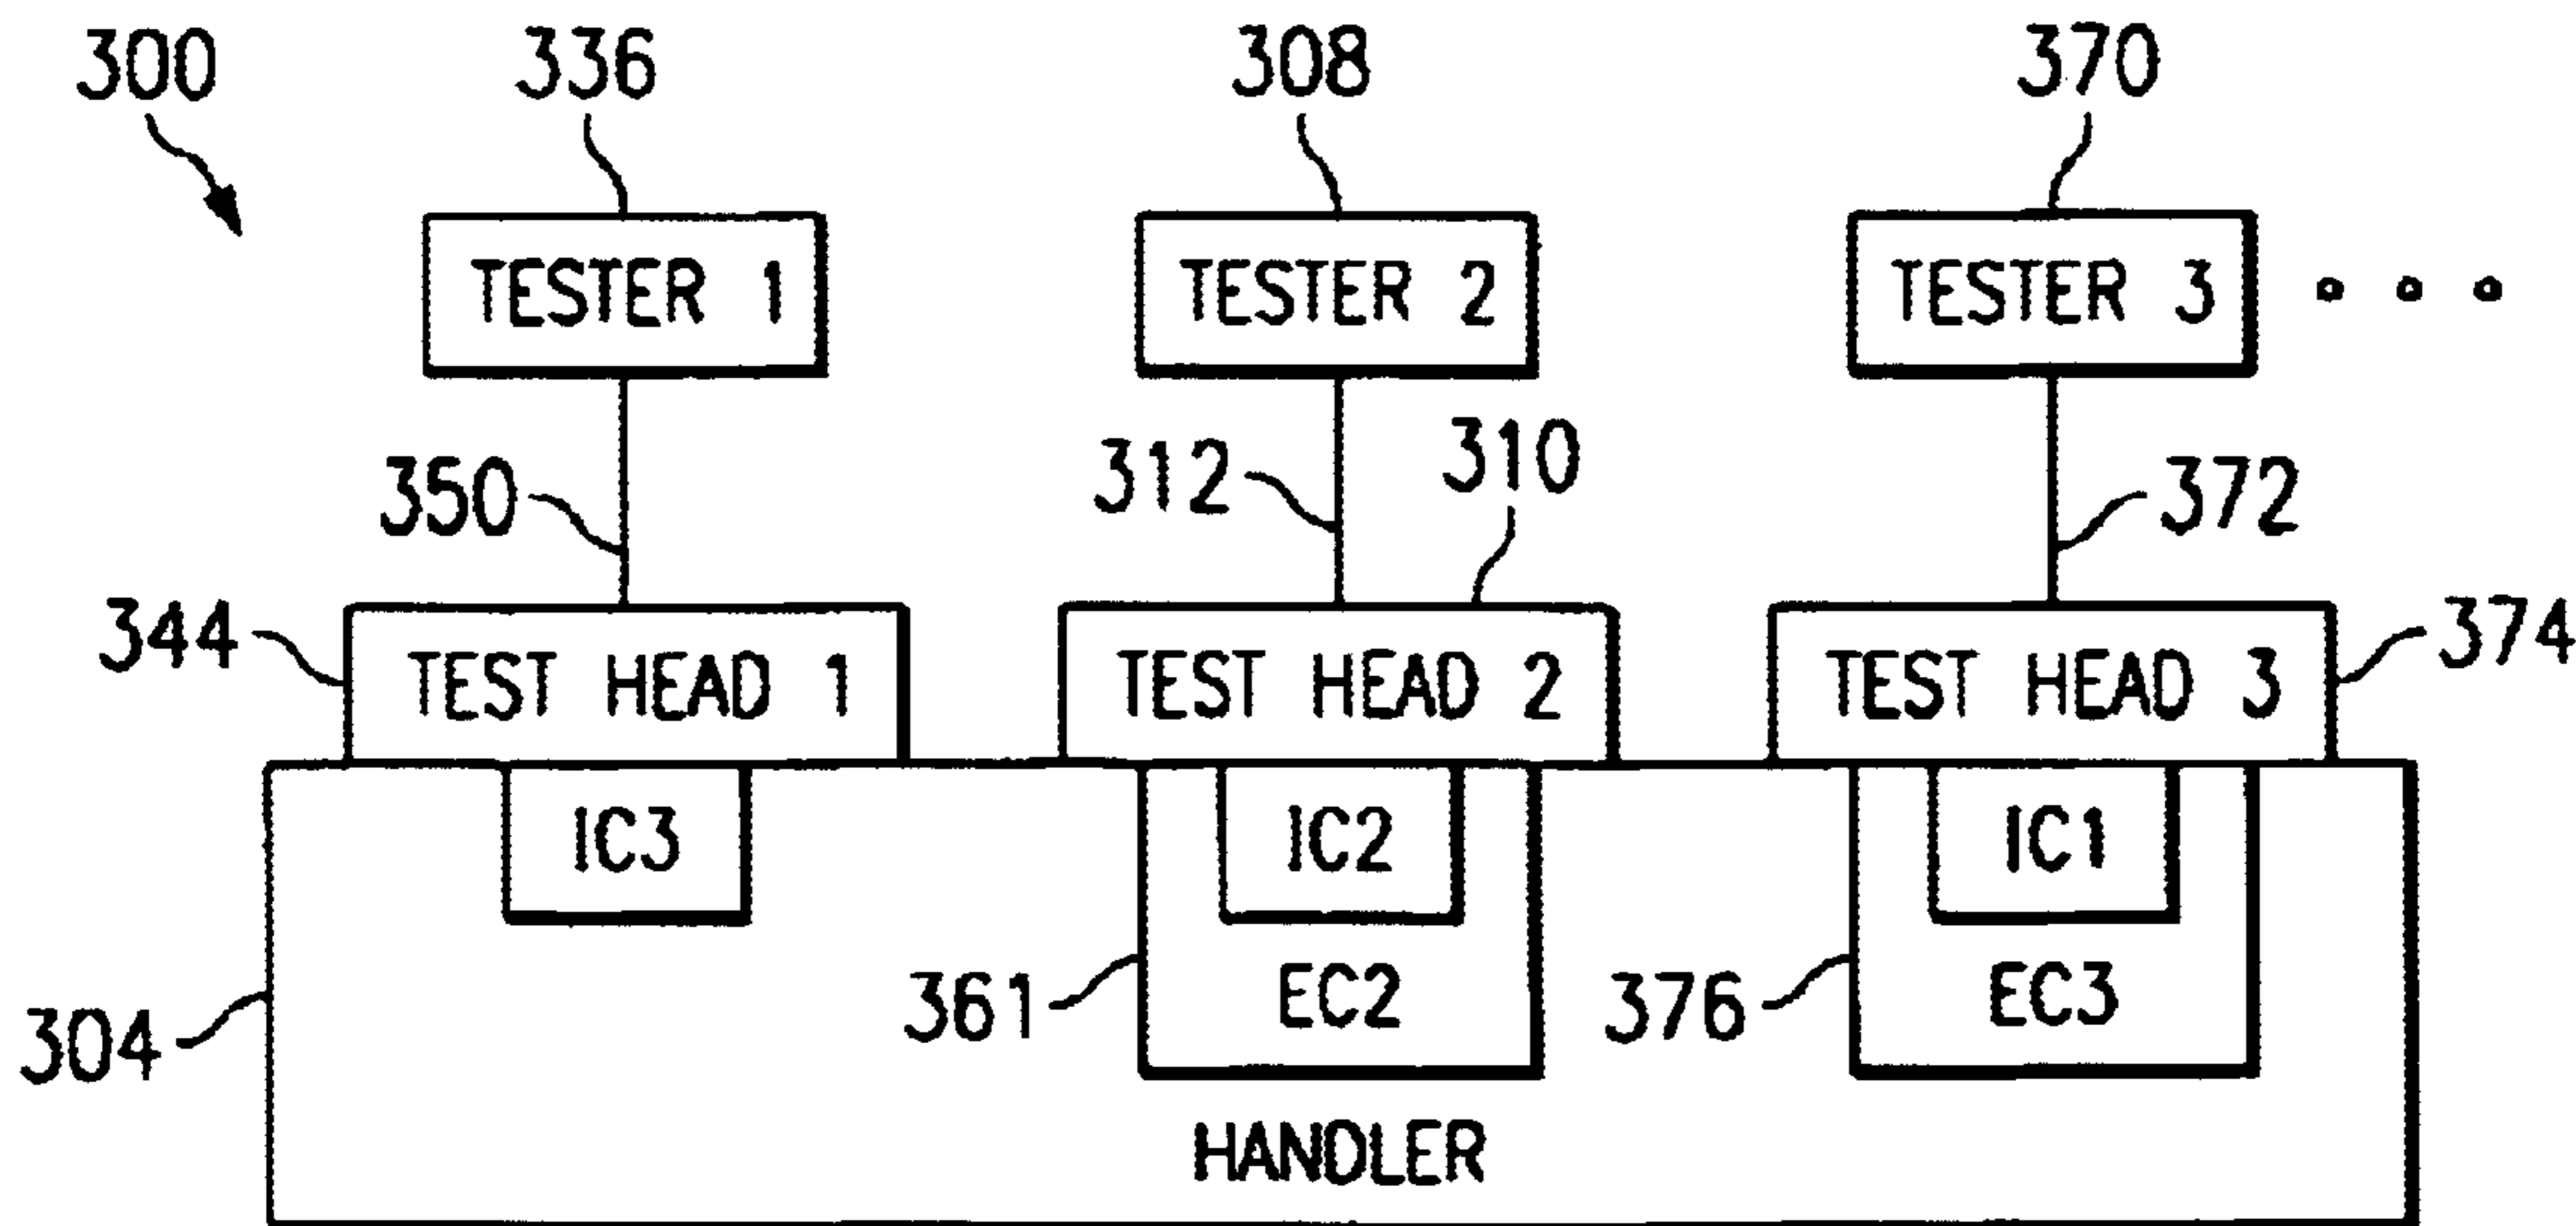 300 336 308 370
TESTER 1 TESTER 2 TESTER 3
350 312 310 372
344 TEST HEAD 1 TEST HEAD 2 TEST HEAD 3 374
IC3 IC2 IC1
304 361 EC2 376 EC3
HANDLER